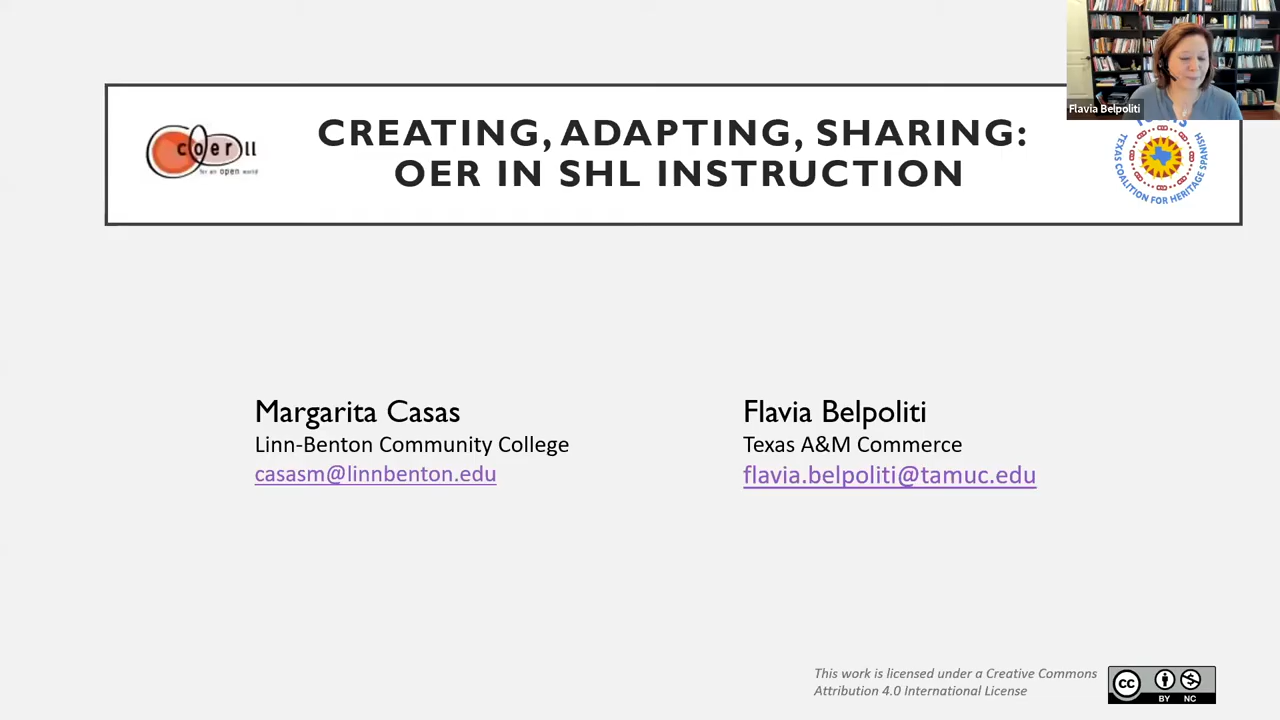 Flavia Belpoliti
coerll
for an open world
CREATING, ADAPTING, SHARING:
OER IN SHL INSTRUCTION
TEXAS COALITION FOR HERITAGE SPANISH
Margarita Casas
Linn-Benton Community College
casasm@linnbenton.edu
Flavia Belpoliti
Texas A&M Commerce
flavia.belpoliti@tamuc.edu
This work is licensed under a Creative Commons
Attribution 4.0 International License
CC
BY NC